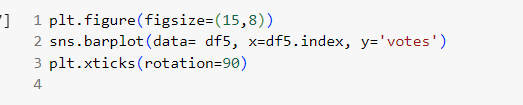 1 plt.figure(figsize=(15,8))
2 sns.barplot(data= df5, x=df5.index, y='votes')
3 plt.xticks(rotation=90)
4